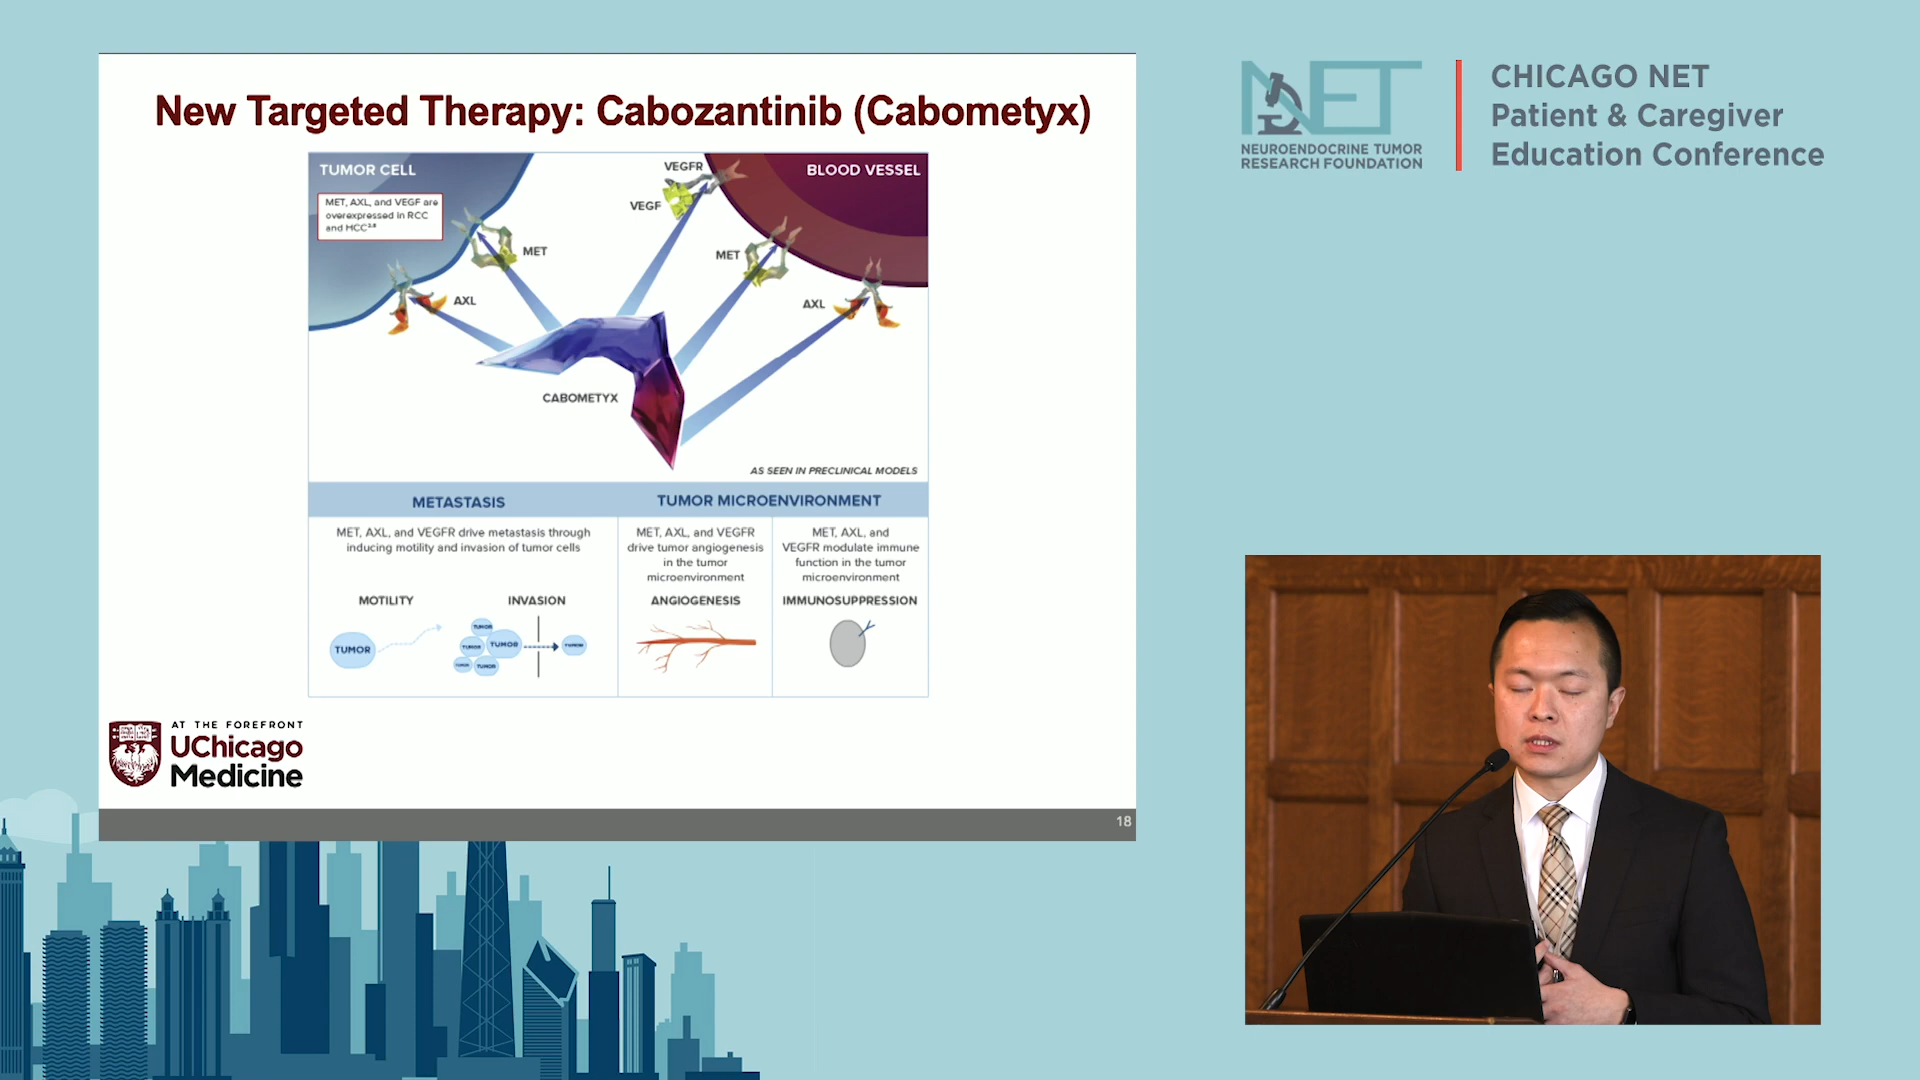 New Targeted Therapy: Cabozantinib (Cabometyx)
TUMOR CELL
MET, AXL, and VEGF are
overexpressed in RCC
and HCC
VEGFR
VEGF
BLOOD VESSEL
MET
MET
AXL
AXL
CABOMETYX
AS SEEN IN PRECLINICAL MODELS
METASTASIS
MET, AXL, and VEGFR drive metastasis through
inducing motility and invasion of tumor cells
MOTILITY
INVASION
TUMOR
TUMOR
TUMOR
TUMOR
TUMOR
TUMOR
TUMOR
TUMOR MICROENVIRONMENT
MET, AXL, and VEGFR
drive tumor angiogenesis
in the tumor
microenvironment
ANGIOGENESIS
MET, AXL, and
VEGFR modulate immune
function in the tumor
microenvironment
IMMUNOSUPPRESSION
AT THE FOREFRONT
UChicago
Medicine
18
NET
NEUROENDOCRINE TUMOR
RESEARCH FOUNDATION
CHICAGO NET
Patient & Caregiver
Education Conference